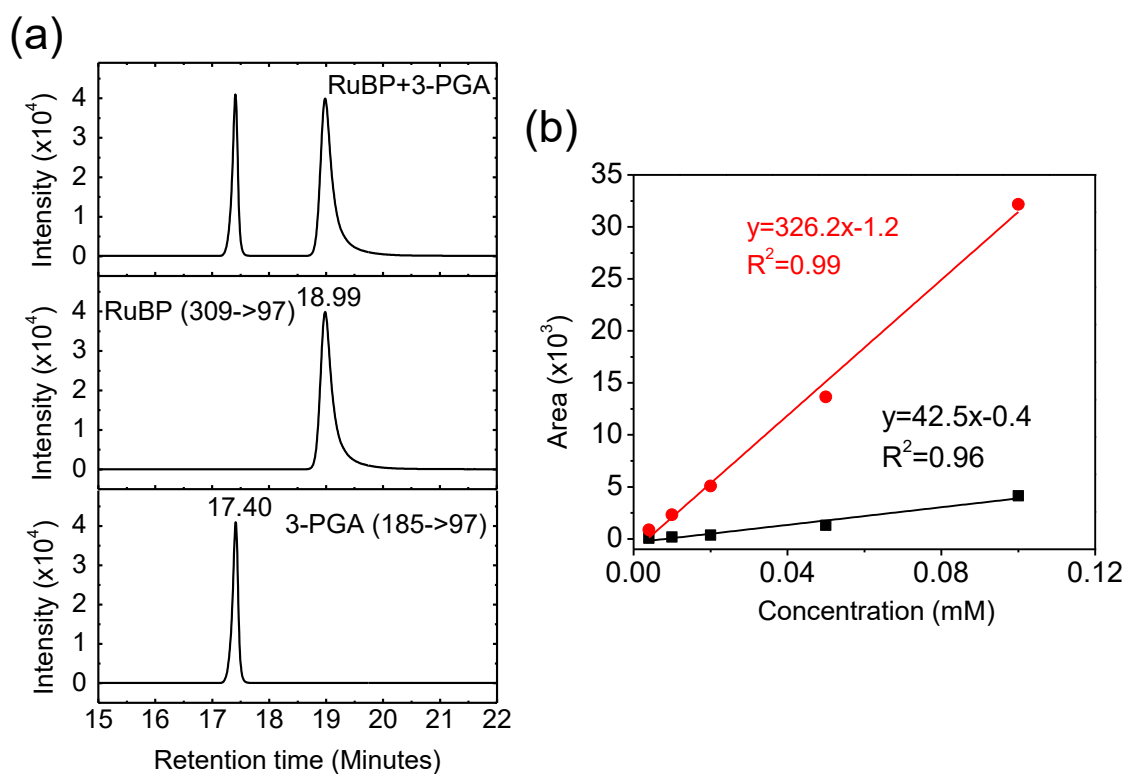 (a)
RuBP+3-PGA
4
3
2
1
0
Intensity (x10⁴)
RuBP (309->97)
18.99
4
3
2
1
0
Intensity (x10⁴)
17.40
3-PGA (185->97)
4
3
2
1
0
Intensity (x10⁴)
15 16 17 18 19 20 21 22
Retention time (Minutes)
(b)
35
30
25
20
15
10
5
0
Area (x10³)
y=326.2x-1.2
R²=0.99
y=42.5x-0.4
R²=0.96
0.00 0.04 0.08 0.12
Concentration (mM)